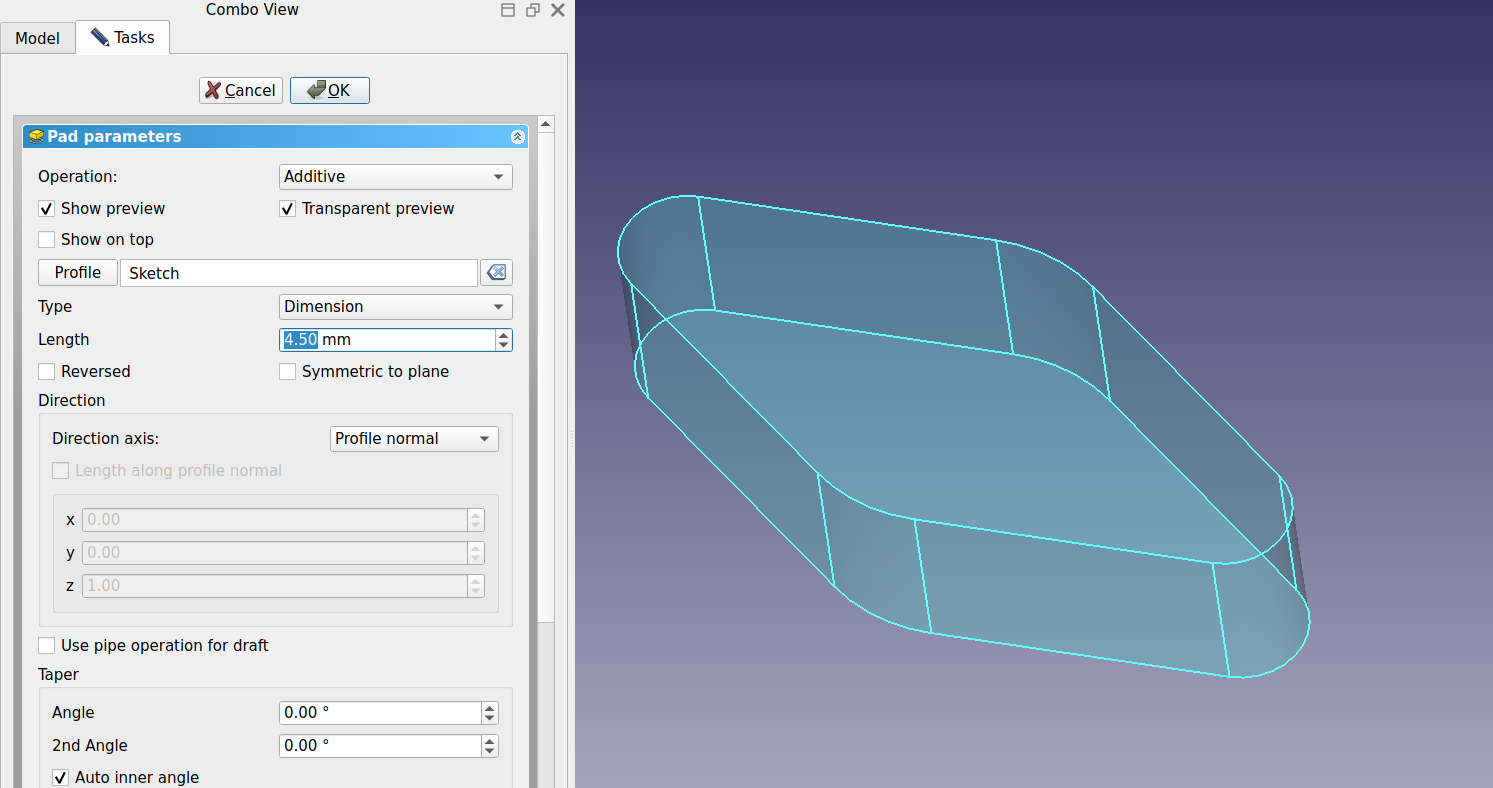 Combo View
Model Tasks
Cancel OK
Pad parameters
Operation: Additive
Show preview Transparent preview
Show on top
Profile Sketch
Type Dimension
Length 4.50 mm
Reversed Symmetric to plane
Direction
Direction axis: Profile normal
Length along profile normal
x 0.00
y 0.00
z 1.00
Use pipe operation for draft
Taper
Angle 0.00 °
2nd Angle 0.00 °
Auto inner angle